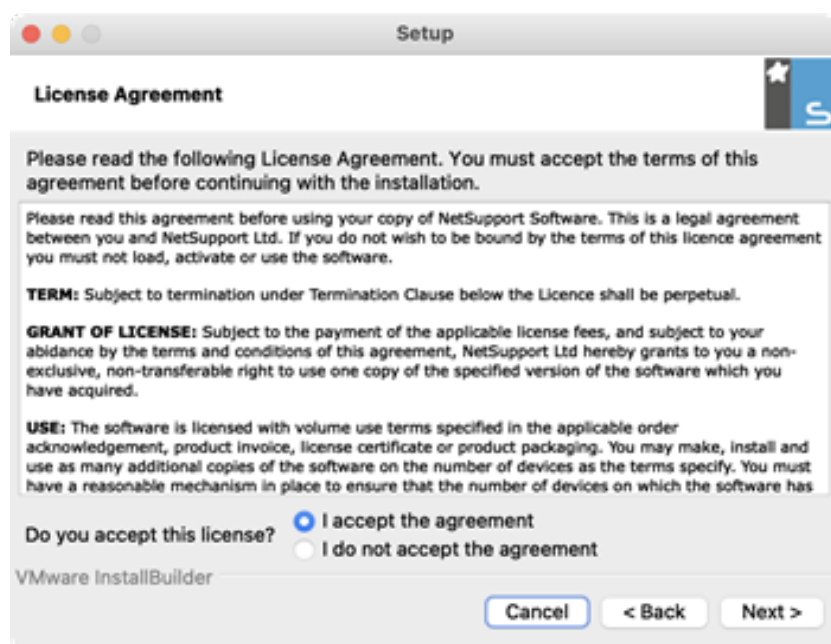 Setup
License Agreement
S
Please read the following License Agreement. You must accept the terms of this
agreement before continuing with the installation.
Please read this agreement before using your copy of NetSupport Software. This is a legal agreement
between you and NetSupport Ltd. If you do not wish to be bound by the terms of this licence agreement
you must not load, activate or use the software.
TERM: Subject to termination under Termination Clause below the Licence shall be perpetual.
GRANT OF LICENSE: Subject to the payment of the applicable license fees, and subject to your
abidance by the terms and conditions of this agreement, NetSupport Ltd hereby grants to you a non-
exclusive, non-transferable right to use one copy of the specified version of the software which you
have acquired.
USE: The software is licensed with volume use terms specified in the applicable order
acknowledgement, product invoice, license certificate or product packaging. You may make, install and
use as many additional copies of the software on the number of devices as the terms specify. You must
have a reasonable mechanism in place to ensure that the number of devices on which the software has
Do you accept this license?
I accept the agreement
I do not accept the agreement
VMware InstallBuilder
Cancel
< Back
Next >